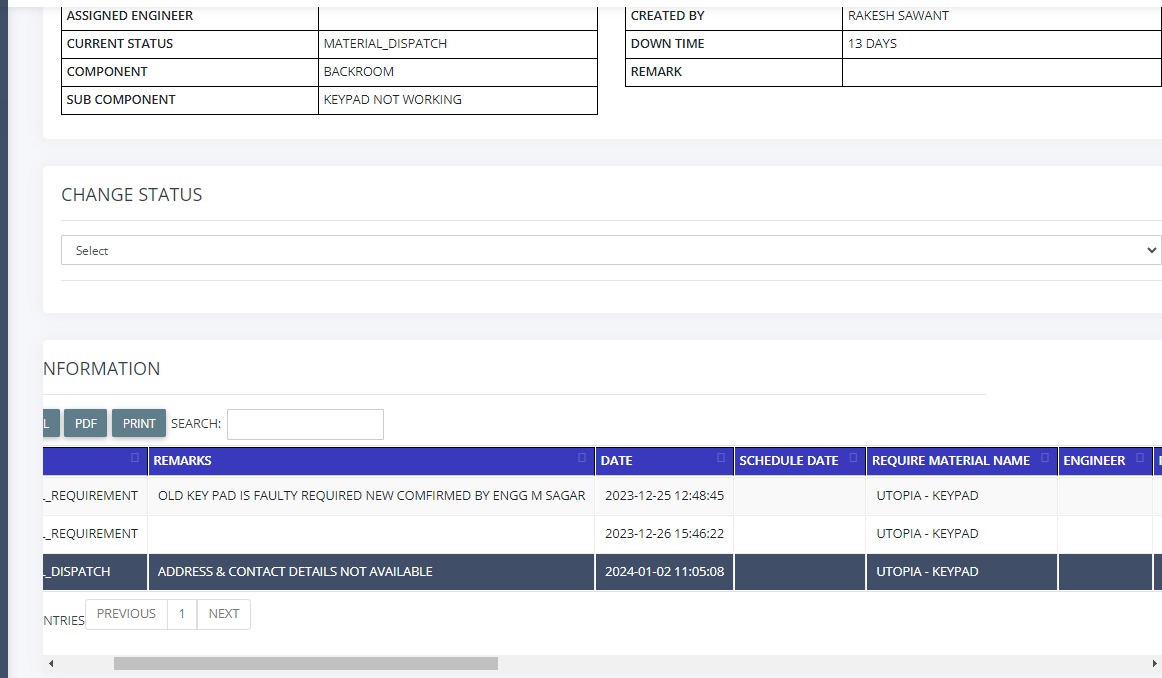 ASSIGNED ENGINEER
CREATED BY RAKESH SAWANT
CURRENT STATUS MATERIAL_DISPATCH
DOWN TIME 13 DAYS
COMPONENT BACKROOM
REMARK
SUB COMPONENT KEYPAD NOT WORKING
CHANGE STATUS
Select
NFORMATION
L PDF PRINT SEARCH:
REMARKS DATE SCHEDULE DATE REQUIRE MATERIAL NAME ENGINEER
L_REQUIREMENT OLD KEY PAD IS FAULTY REQUIRED NEW COMFIRMED BY ENGG M SAGAR 2023-12-25 12:48:45 UTOPIA - KEYPAD
L_REQUIREMENT 2023-12-26 15:46:22 UTOPIA - KEYPAD
L_DISPATCH ADDRESS & CONTACT DETAILS NOT AVAILABLE 2024-01-02 11:05:08 UTOPIA - KEYPAD
NTRIES PREVIOUS 1 NEXT